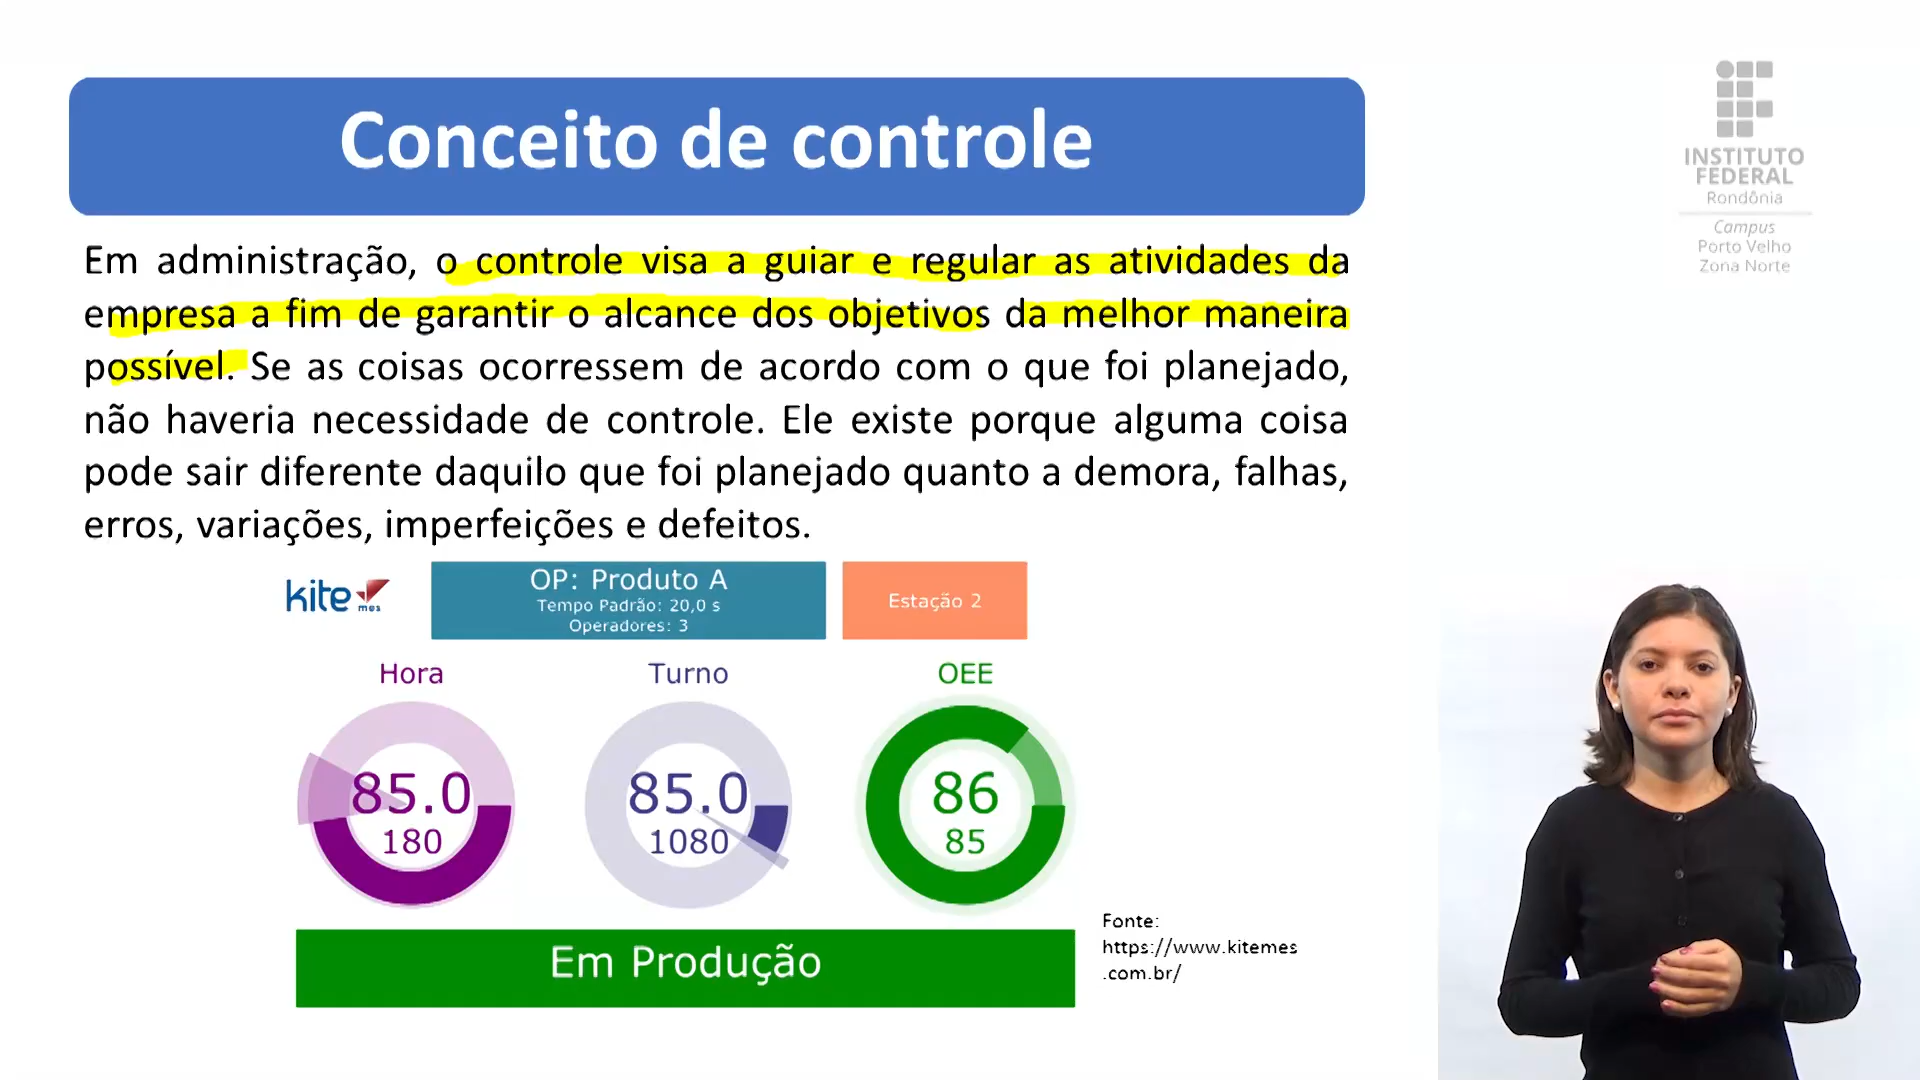 Conceito de controle
INSTITUTO
FEDERAL
Rondônia
Campus
Porto Velho
Zona Norte
Em administração, o controle visa a guiar e regular as atividades da
empresa a fim de garantir o alcance dos objetivos da melhor maneira
possível. Se as coisas ocorressem de acordo com o que foi planejado,
não haveria necessidade de controle. Ele existe porque alguma coisa
pode sair diferente daquilo que foi planejado quanto a demora, falhas,
erros, variações, imperfeições e defeitos.
kite mes
OP: Produto A
Tempo Padrão: 20,0 s
Operadores: 3
Estação 2
Hora
Turno
OEE
85.0
180
85.0
1080
86
85
Em Produção
Fonte:
https://www.kitemes
.com.br/